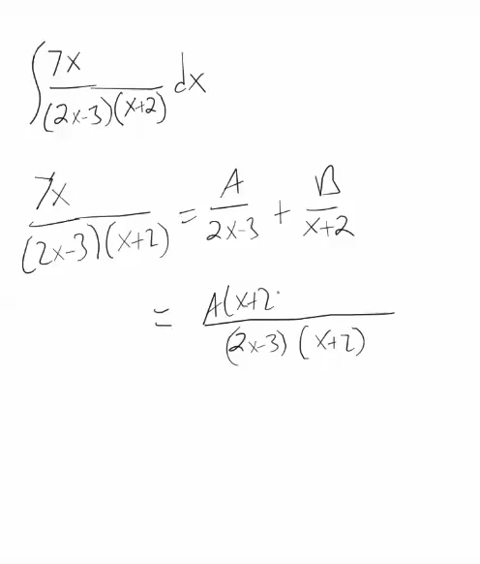 ∫ 7x/((2x-3)(x+2)) dx
7x/((2x-3)(x+2)) = A/(2x-3) + B/(x+2)
= A(x+2/((2x-3)(x+2))